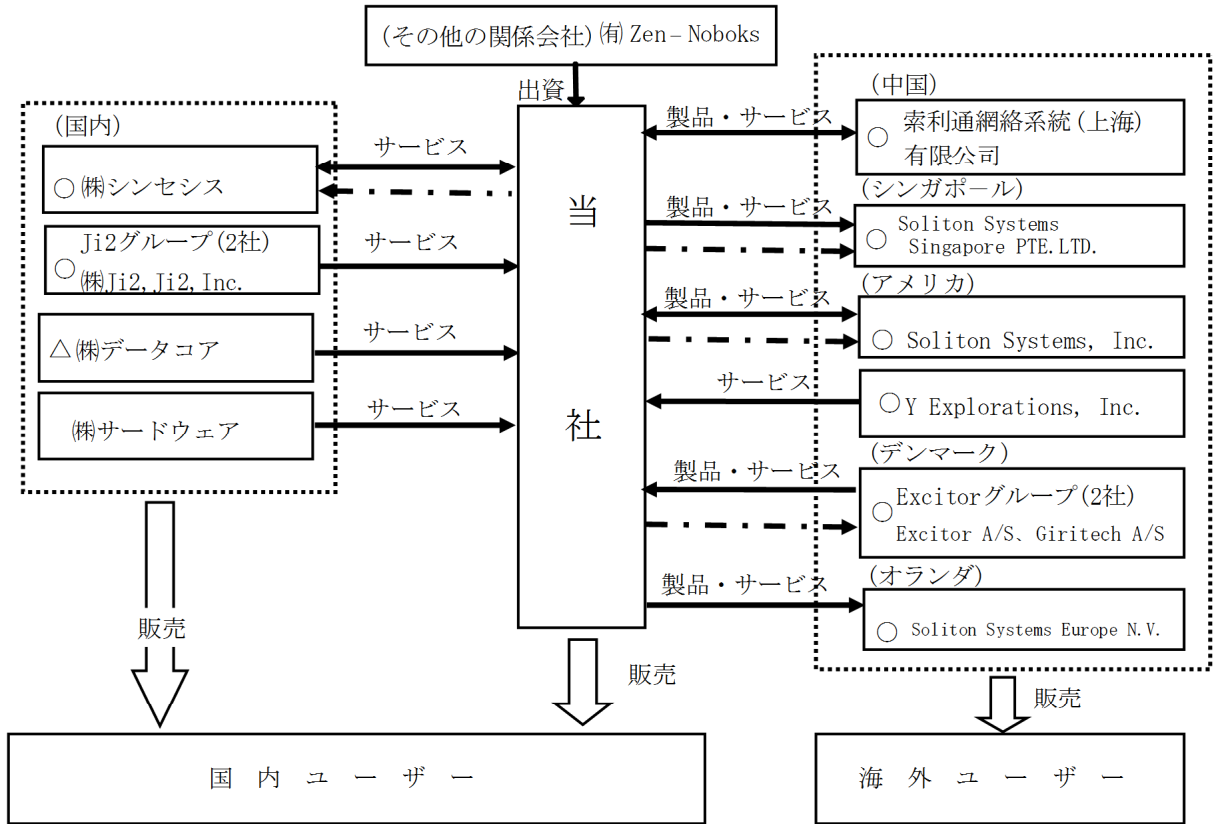 (その他の関係会社)㈲Zen-Noboks
出資
(国内)
サービス
○㈱シンセシス
Ji2グループ(2社)
○
㈱Ji2,Ji2,Inc.
サービス
△㈱データコア
サービス
㈱サードウェア
サービス
当
社
(中国)
製品・サービス
○ 索利通網絡系統(上海)
有限公司
(シンガポール)
製品・サービス
○ Soliton Systems
Singapore PTE.LTD.
(アメリカ)
製品・サービス
○ Soliton Systems, Inc.
サービス
○Y Explorations, Inc.
(デンマーク)
製品・サービス
○Excitorグループ(2社)
Excitor A/S、Giritech A/S
(オランダ)
製品・サービス
○ Soliton Systems Europe N.V.
販売
販売
販売
国 内 ユ ー ザ ー
海 外 ユ ー ザ ー